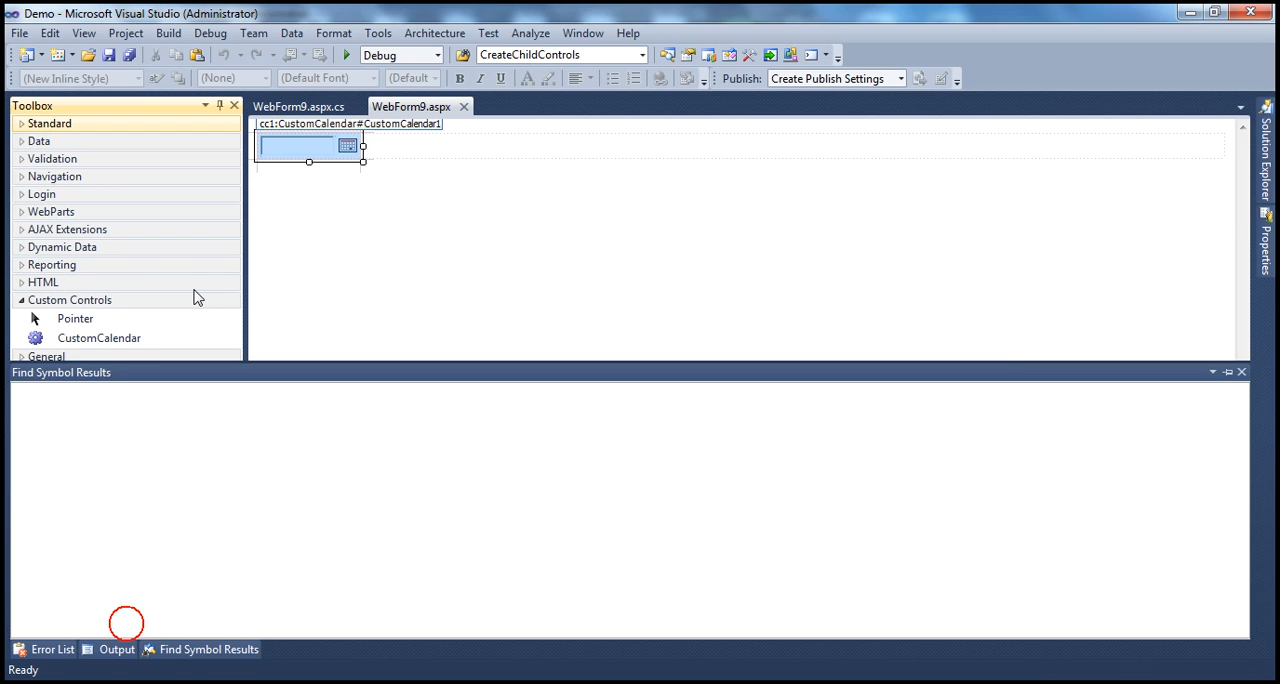 Demo - Microsoft Visual Studio (Administrator)
File Edit View Project Build Debug Team Data Format Tools Architecture Test Analyze Window Help
Debug CreateChildControls
(New Inline Style) (None) (Default Font) (Default B I U A Publish: Create Publish Settings
Toolbox
WebForm9.aspx.cs WebForm9.aspx
Standard
cc1:CustomCalendar#CustomCalendar1
Data
Validation
Navigation
Login
WebParts
AJAX Extensions
Dynamic Data
Reporting
HTML
Custom Controls
Pointer
CustomCalendar
General
Solution Explorer
Properties
Find Symbol Results
Error List Output Find Symbol Results
Ready